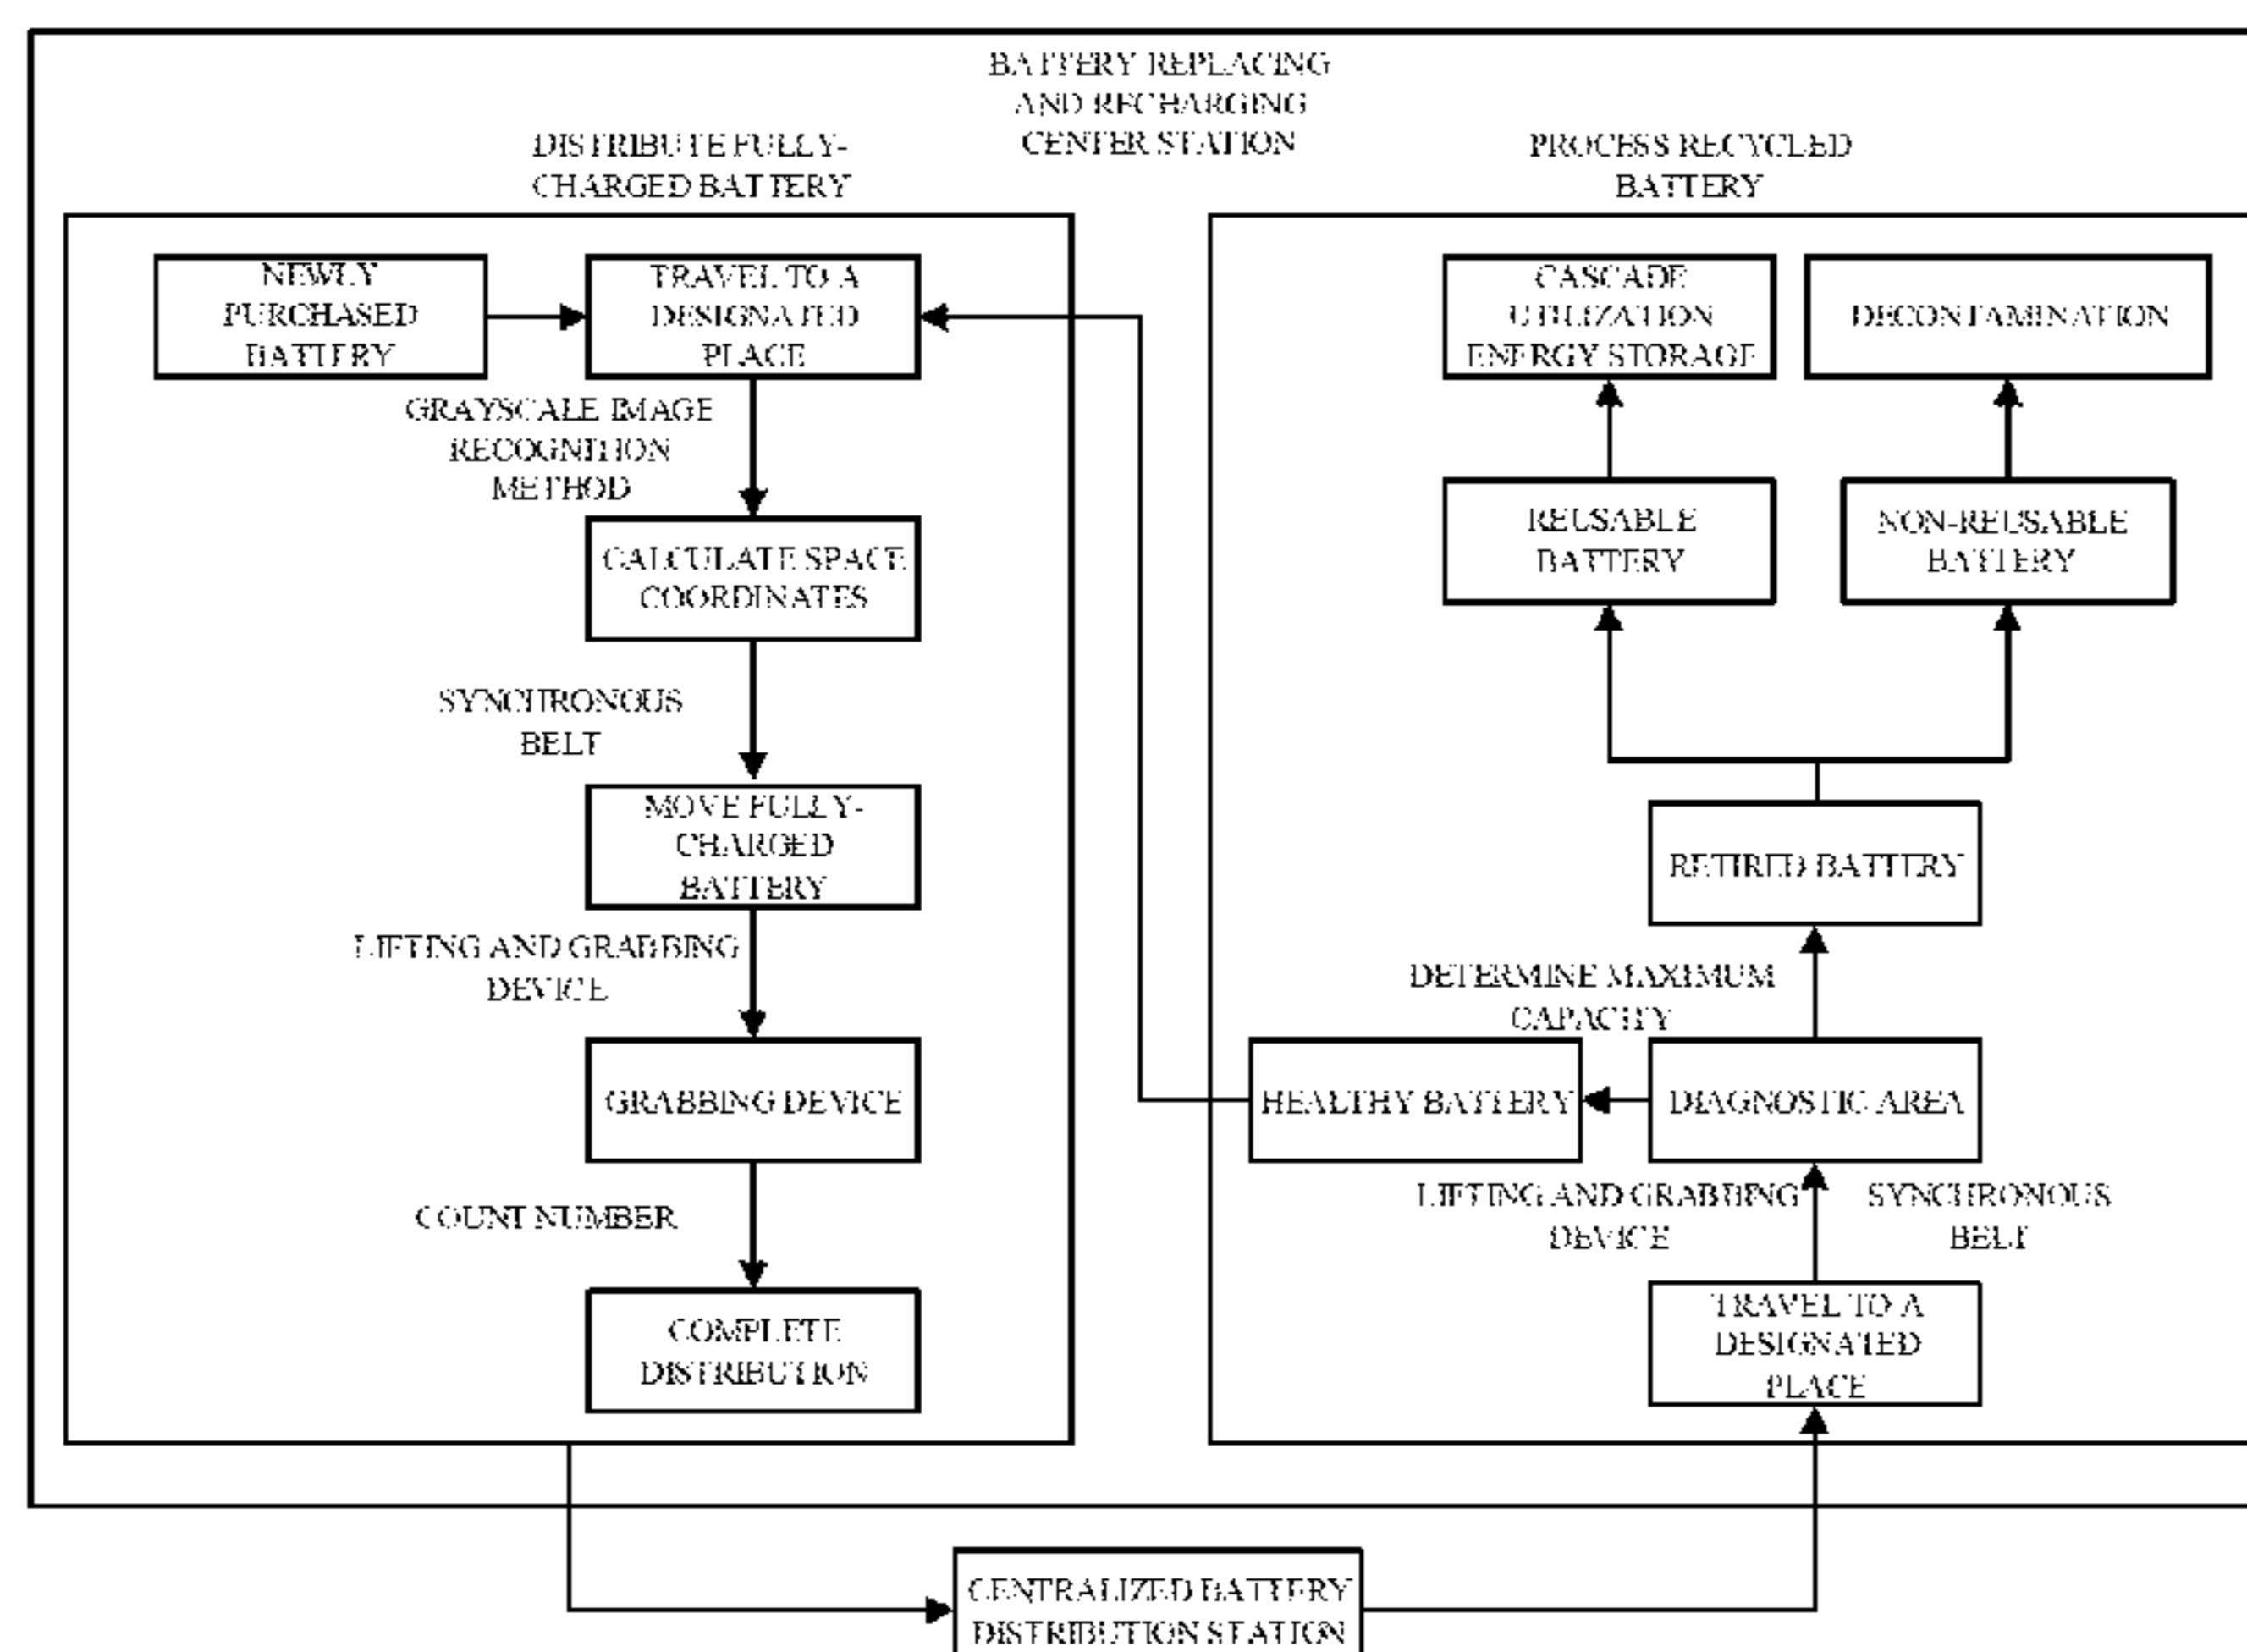 BATTERY REPLACING
AND RECHARGING
CENTER STATION
DISTRIBUTE FULLY-
CHARGED BATTERY
NEWLY
PURCHASED
BATTERY
TRAVEL TO A
DESIGNATED
PLACE
GRAYSCALE IMAGE
RECOGNITION
METHOD
CALCULATE SPACE
COORDINATES
SYNCHRONOUS
BELT
MOVE FULLY-
CHARGED
BATTERY
LIFTING AND GRABBING
DEVICE
GRABBING DEVICE
COUNT NUMBER
COMPLETE
DISTRIBUTION
PROCESS RECYCLED
BATTERY
CASCADE
UTILIZATION
ENERGY STORAGE
DECONTAMINATION
REUSABLE
BATTERY
NON-REUSABLE
BATTERY
RETIRED BATTERY
DETERMINE MAXIMUM
CAPACITY
HEALTHY BATTERY
DIAGNOSTIC AREA
LIFTING AND GRABBING
DEVICE
SYNCHRONOUS
BELT
TRAVEL TO A
DESIGNATED
PLACE
CENTRALIZED BATTERY
DISTRIBUTION STATION